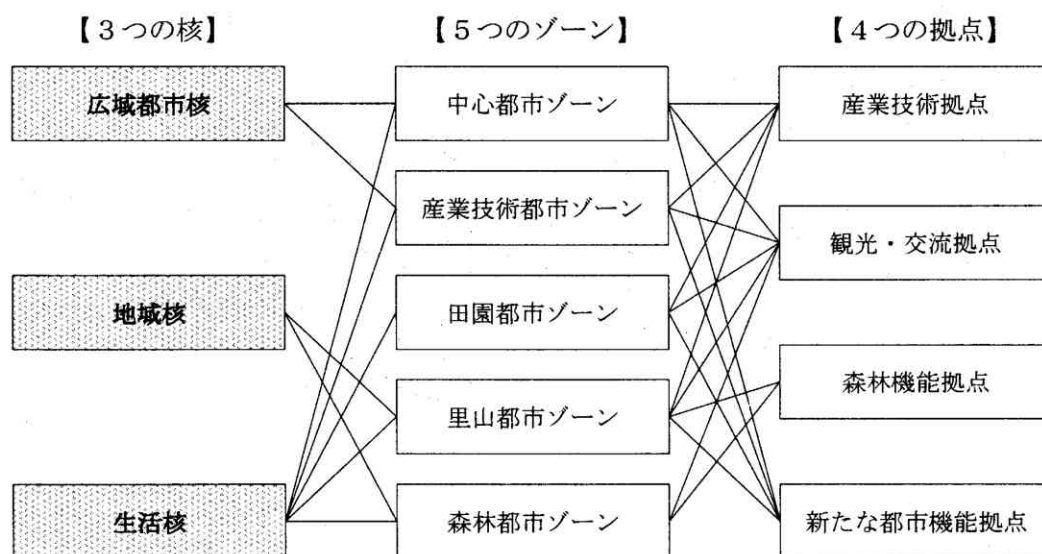 【3つの核】
広域都市核
地域核
生活核
【5つのゾーン】
中心都市ゾーン
産業技術都市ゾーン
田園都市ゾーン
里山都市ゾーン
森林都市ゾーン
【4つの拠点】
産業技術拠点
観光・交流拠点
森林機能拠点
新たな都市機能拠点